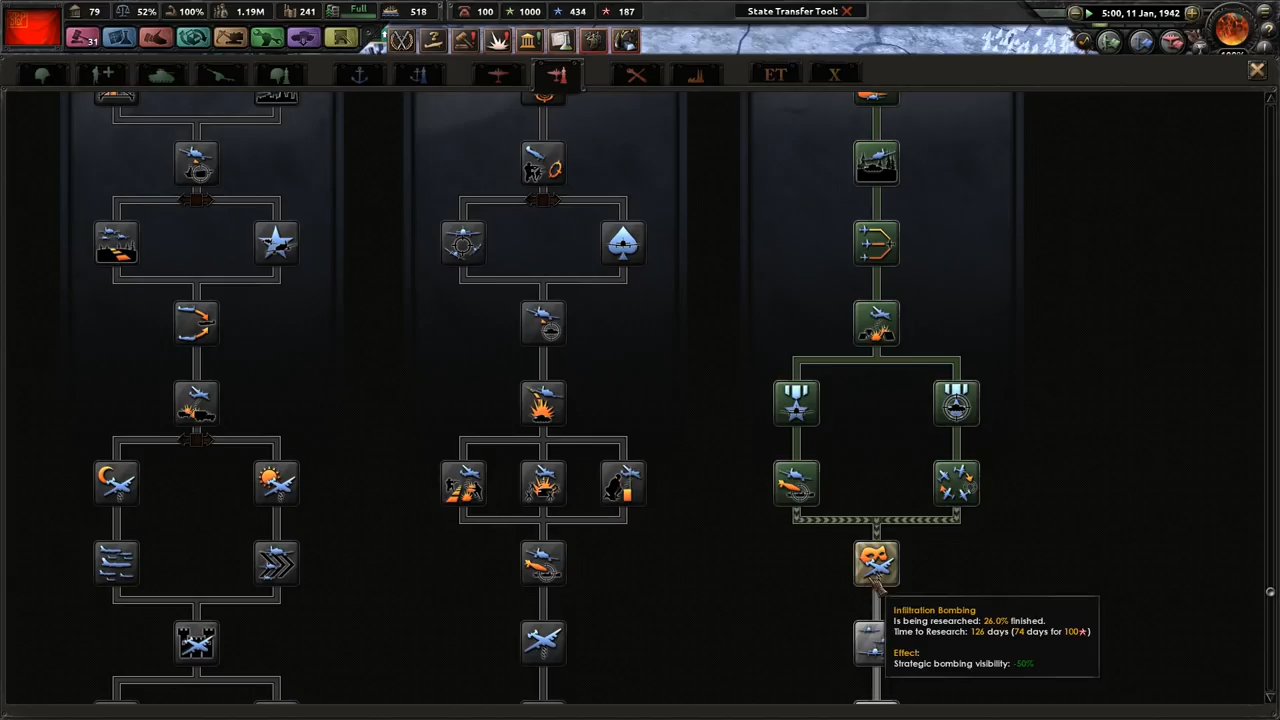 79 52% 100% 1.19M 241 Full 518 100 1000 434 187 State Transfer Tool: 5:00, 11 Jan, 1942
31
ET X
Infiltration Bombing
Is being researched: 26.0% finished.
Time to Research: 126 days (74 days for 100★)
Effect:
Strategic bombing visibility: -50%